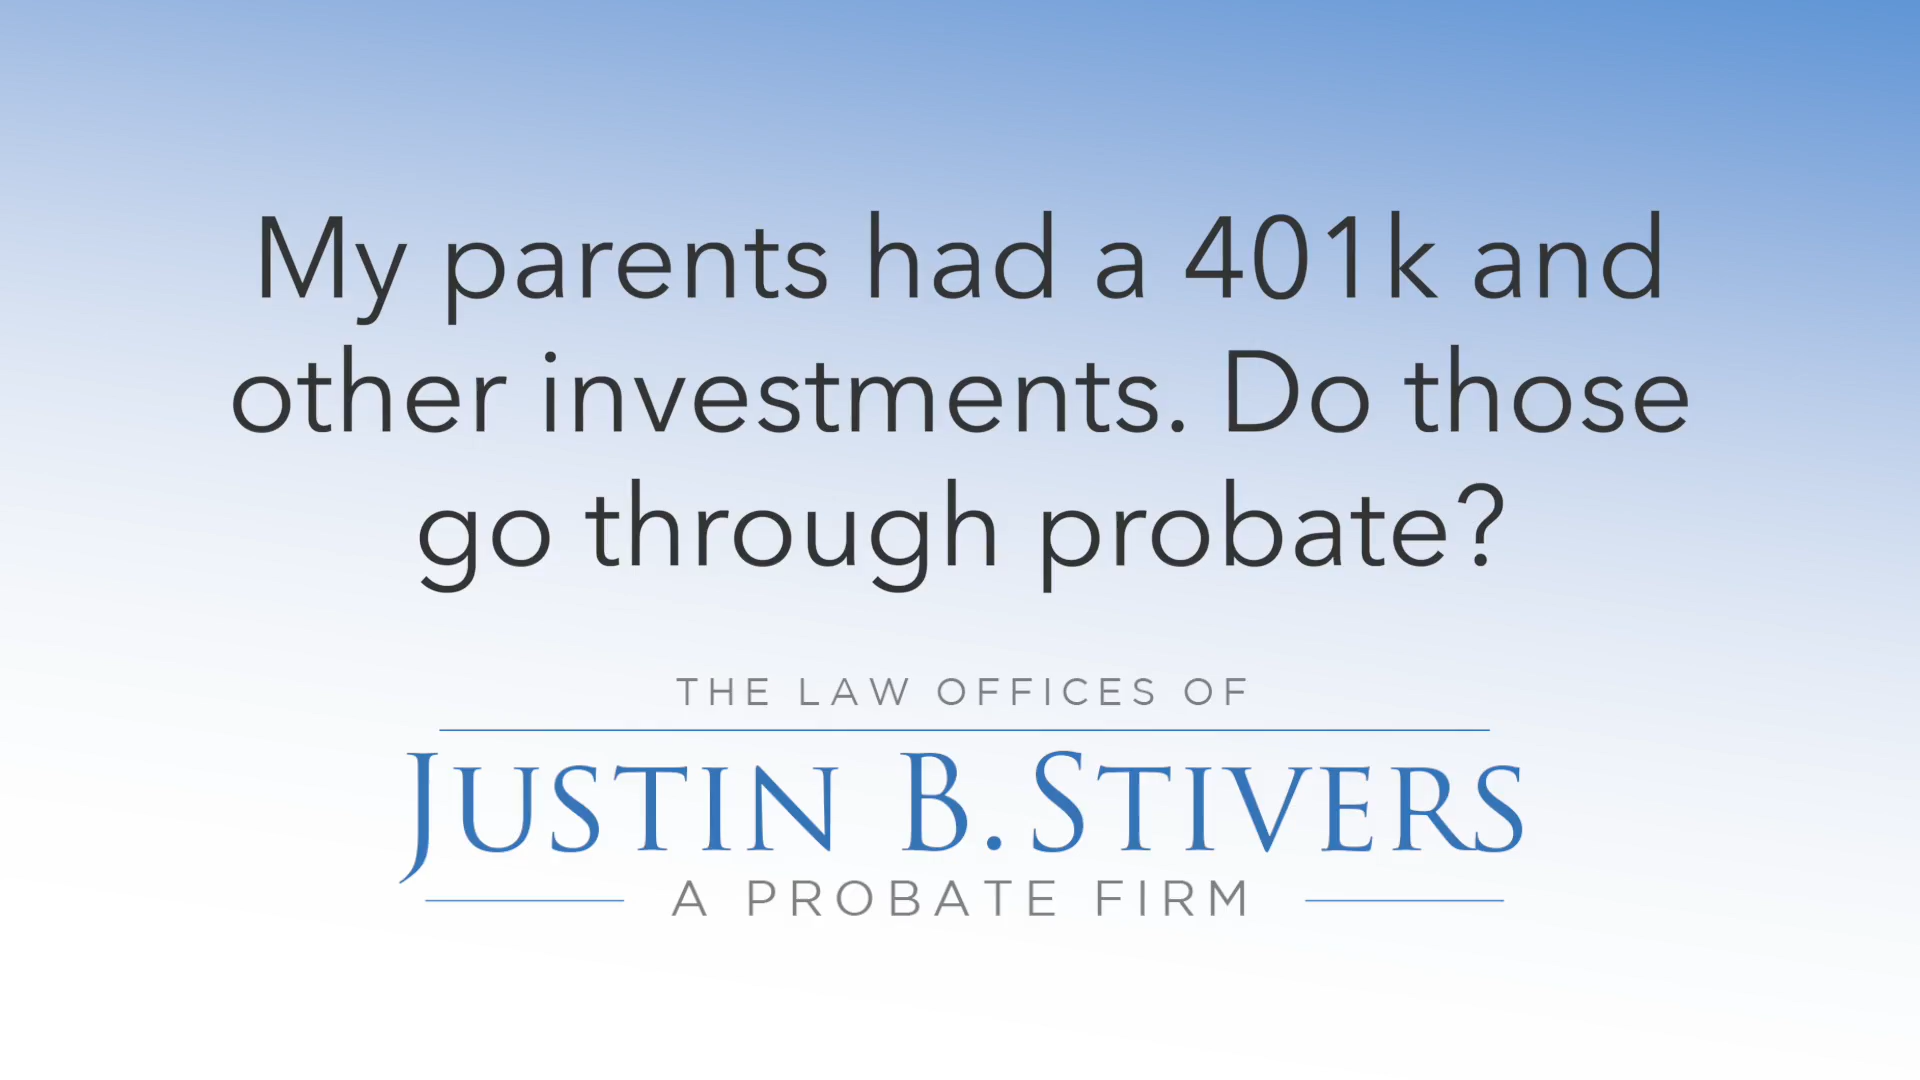 My parents had a 401k and
other investments. Do those
go through probate?
THE LAW OFFICES OF
JUSTIN B. STIVERS
A PROBATE FIRM